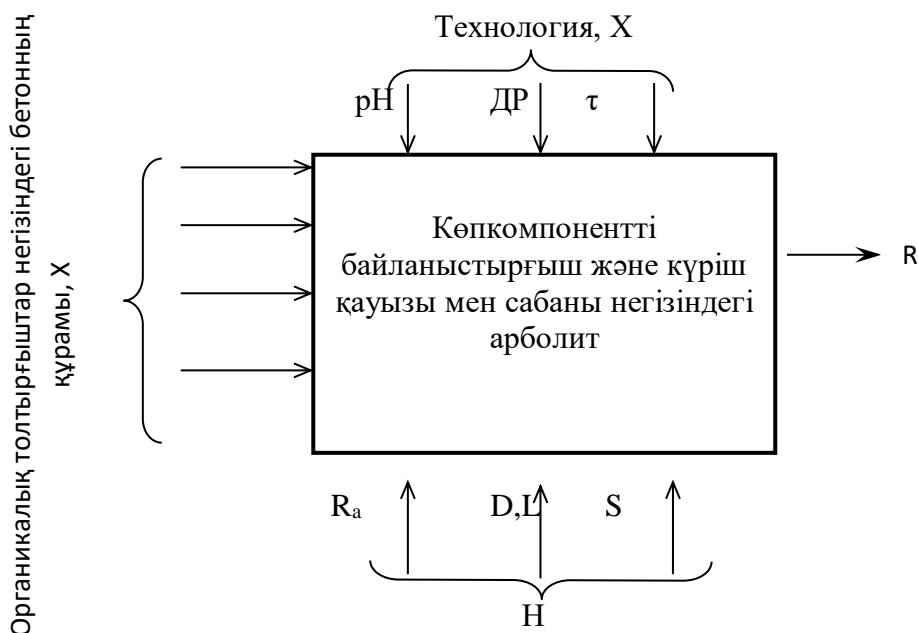 Технология, X
pH ДР τ
Органикалық толтырғыштар негізіндегі бетонның
құрамы, X
Көпкомпонентті
байланыстырғыш және күріш
қауызы мен сабаны негізіндегі
арболит
R
Rₐ D,L S
H